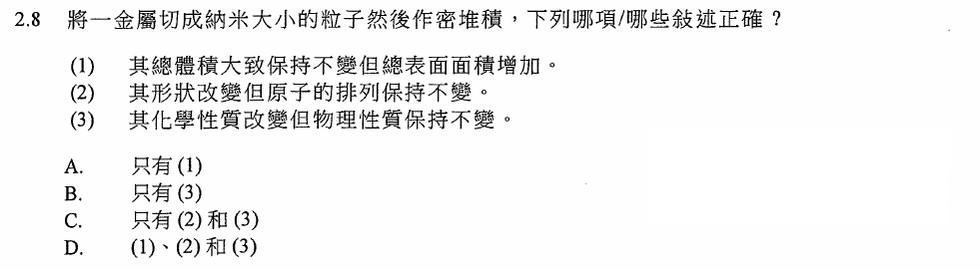 2.8 將一金屬切成納米大小的粒子然後作密堆積，下列哪項/哪些敍述正確？
(1) 其總體積大致保持不變但總表面面積增加。
(2) 其形狀改變但原子的排列保持不變。
(3) 其化學性質改變但物理性質保持不變。
A. 只有 (1)
B. 只有 (3)
C. 只有 (2) 和 (3)
D. (1)、(2) 和 (3)